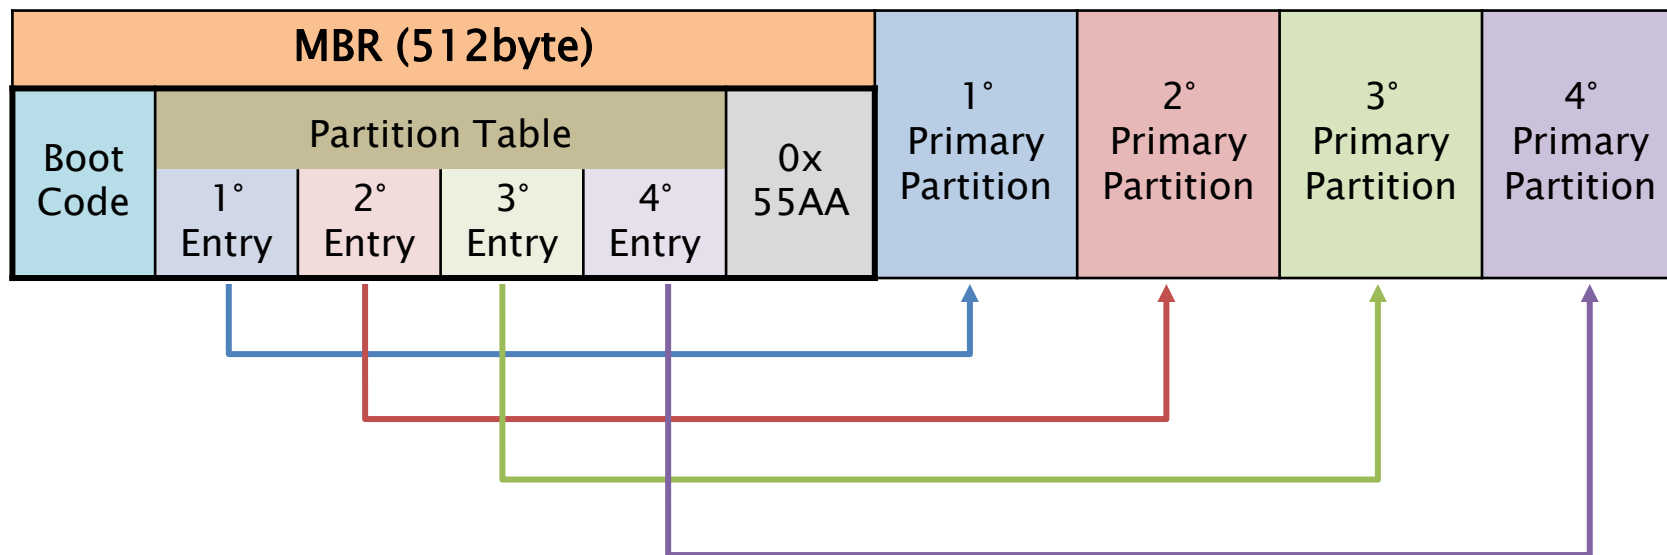 MBR (512byte)
Boot
Code
Partition Table
1°
Entry
2°
Entry
3°
Entry
4°
Entry
0x
55AA
1°
Primary
Partition
2°
Primary
Partition
3°
Primary
Partition
4°
Primary
Partition